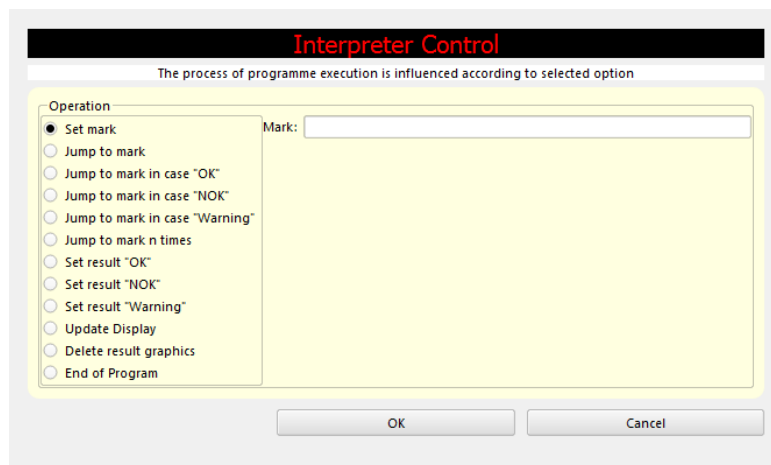 Interpreter Control
The process of programme execution is influenced according to selected option
Operation
Set mark
Mark:
Jump to mark
Jump to mark in case "OK"
Jump to mark in case "NOK"
Jump to mark in case "Warning"
Jump to mark n times
Set result "OK"
Set result "NOK"
Set result "Warning"
Update Display
Delete result graphics
End of Program
OK
Cancel